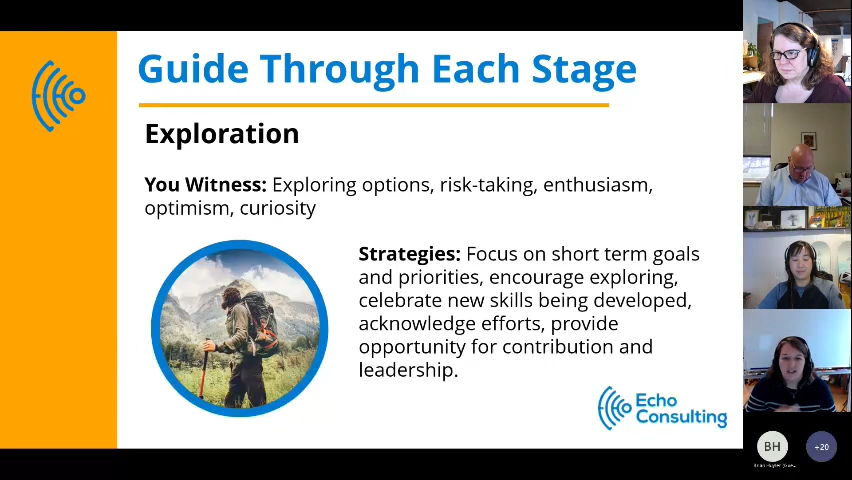 Guide Through Each Stage
Echo
Exploration
You Witness: Exploring options, risk-taking, enthusiasm,
optimism, curiosity
Strategies: Focus on short term goals
and priorities, encourage exploring,
celebrate new skills being developed,
acknowledge efforts, provide
opportunity for contribution and
leadership.
Echo
Consulting
BH
+20